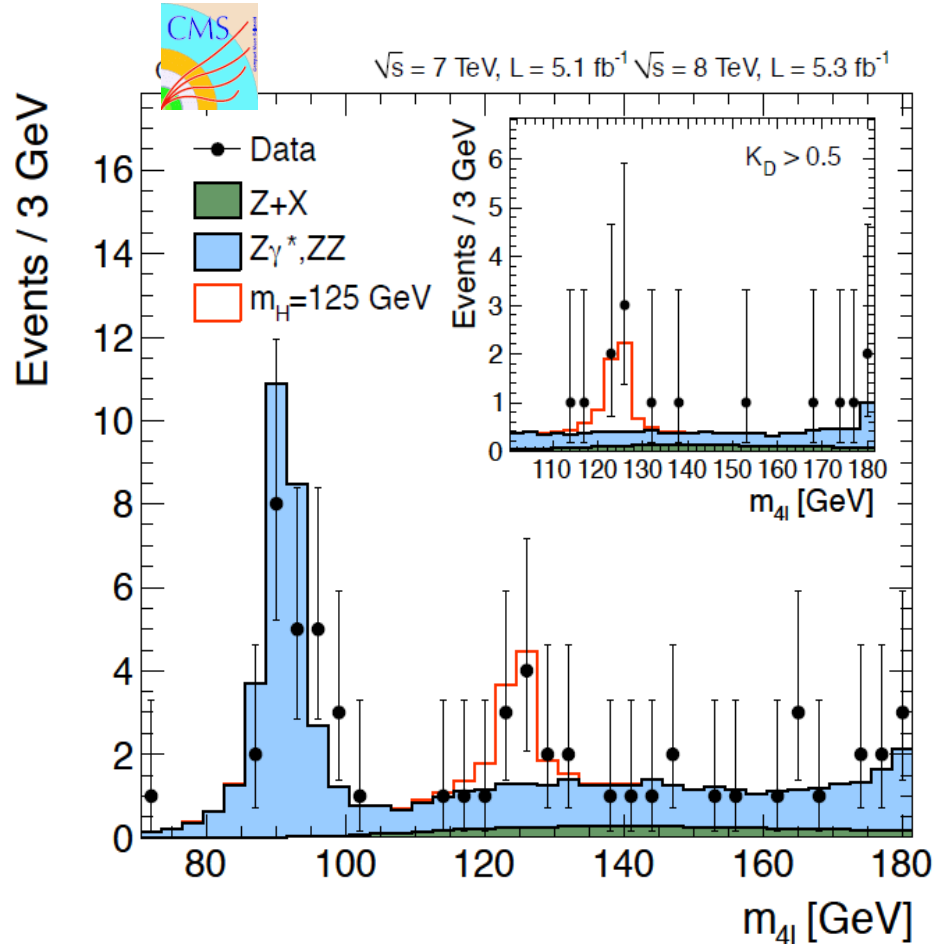 CMS
√s = 7 TeV, L = 5.1 fb⁻¹ √s = 8 TeV, L = 5.3 fb⁻¹
Events / 3 GeV
16
14
12
10
8
6
4
2
0
Data
Z+X
Zγ*,ZZ
m_H=125 GeV
80 100 120 140 160 180
m_4l [GeV]
K_D > 0.5
Events / 3 GeV
6
5
4
3
2
1
0
110 120 130 140 150 160 170 180
m_4l [GeV]